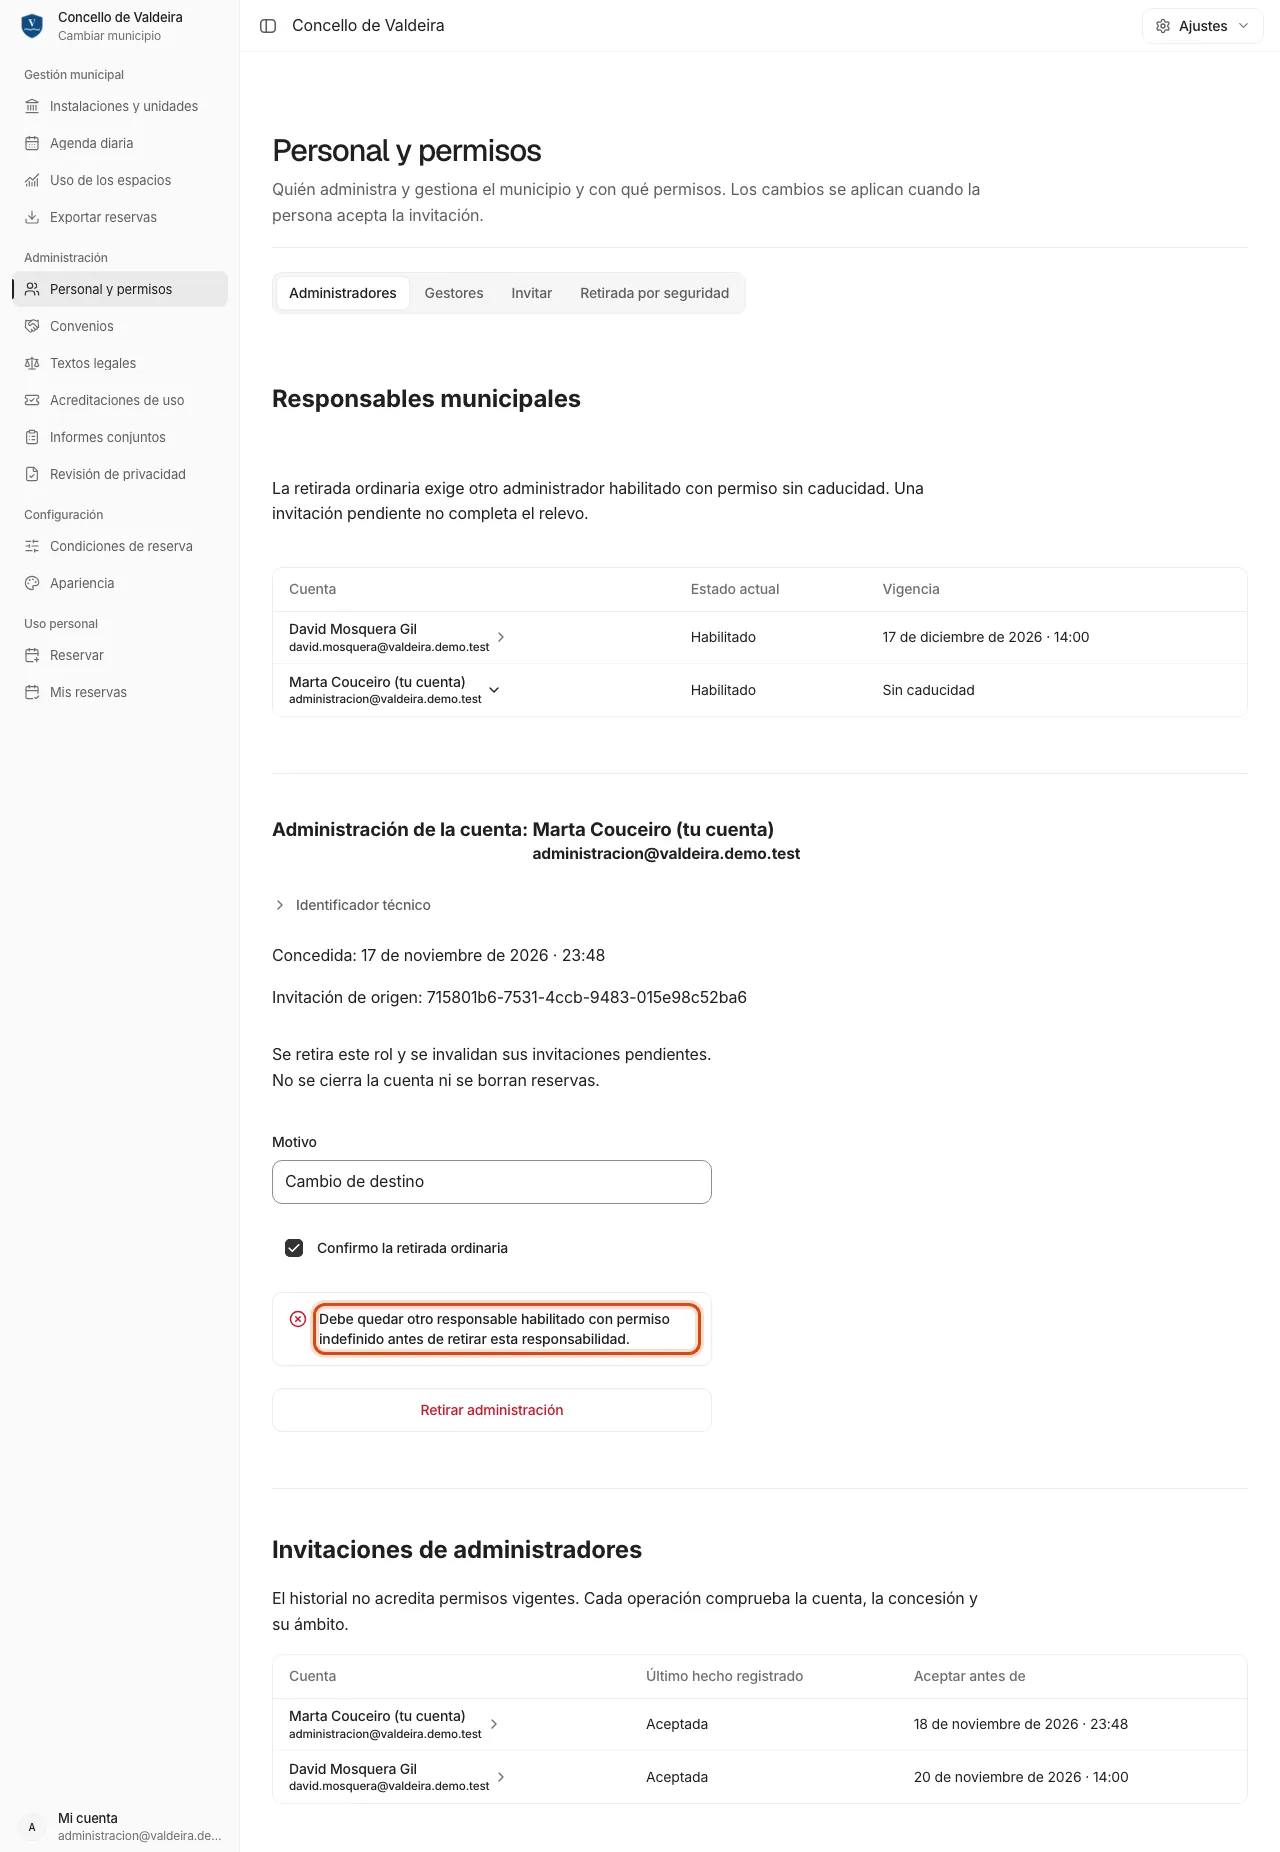 Concello de Valdeira
Cambiar municipio
Gestión municipal
Instalaciones y unidades
Agenda diaria
Uso de los espacios
Exportar reservas
Administración
Personal y permisos
Convenios
Textos legales
Acreditaciones de uso
Informes conjuntos
Revisión de privacidad
Configuración
Condiciones de reserva
Apariencia
Uso personal
Reservar
Mis reservas
A
Mi cuenta
administracion@valdeira.de...
Concello de Valdeira
Ajustes
Personal y permisos
Quién administra y gestiona el municipio y con qué permisos. Los cambios se aplican cuando la
persona acepta la invitación.
Administradores Gestores Invitar Retirada por seguridad
Responsables municipales
La retirada ordinaria exige otro administrador habilitado con permiso sin caducidad. Una
invitación pendiente no completa el relevo.
Cuenta Estado actual Vigencia
David Mosquera Gil
david.mosquera@valdeira.demo.test
Habilitado 17 de diciembre de 2026 · 14:00
Marta Couceiro (tu cuenta)
administracion@valdeira.demo.test
Habilitado Sin caducidad
Administración de la cuenta: Marta Couceiro (tu cuenta)
administracion@valdeira.demo.test
Identificador técnico
Concedida: 17 de noviembre de 2026 · 23:48
Invitación de origen: 715801b6-7531-4ccb-9483-015e98c52ba6
Se retira este rol y se invalidan sus invitaciones pendientes.
No se cierra la cuenta ni se borran reservas.
Motivo
Cambio de destino
Confirmo la retirada ordinaria
Debe quedar otro responsable habilitado con permiso
indefinido antes de retirar esta responsabilidad.
Retirar administración
Invitaciones de administradores
El historial no acredita permisos vigentes. Cada operación comprueba la cuenta, la concesión y
su ámbito.
Cuenta Último hecho registrado Aceptar antes de
Marta Couceiro (tu cuenta)
administracion@valdeira.demo.test
Aceptada 18 de noviembre de 2026 · 23:48
David Mosquera Gil
david.mosquera@valdeira.demo.test
Aceptada 20 de noviembre de 2026 · 14:00